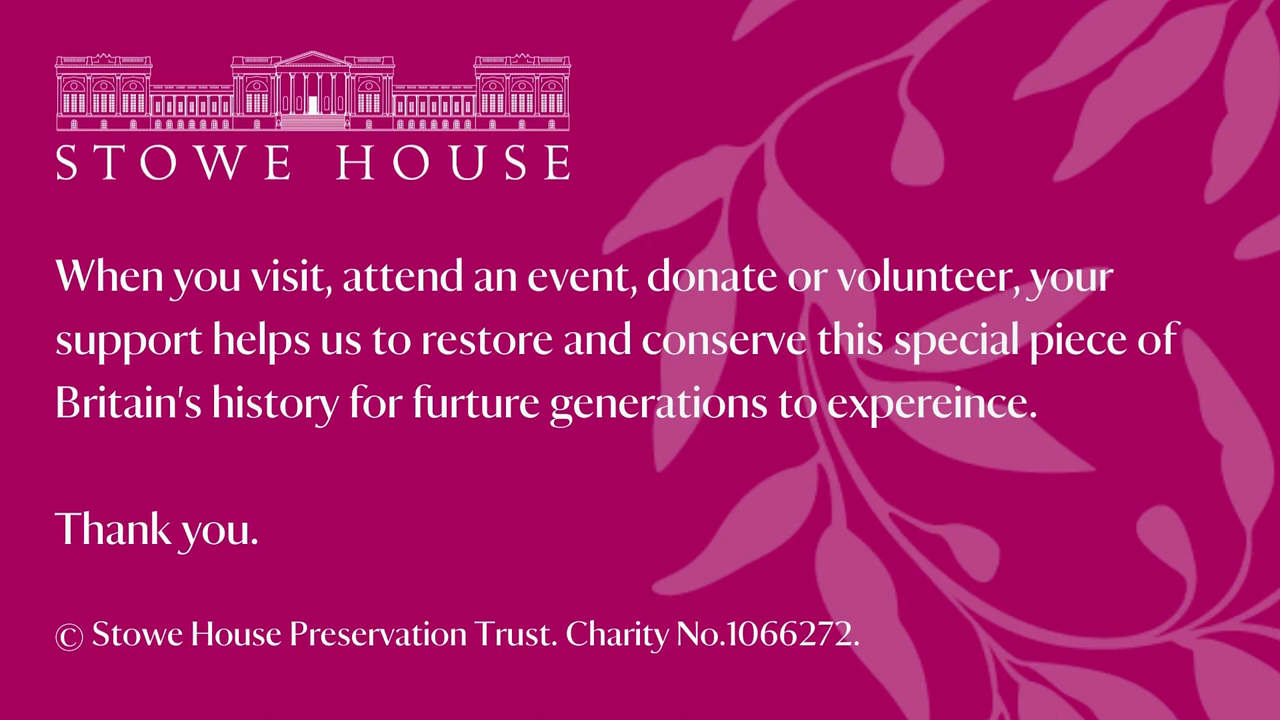 STOWE HOUSE
When you visit, attend an event, donate or volunteer, your
support helps us to restore and conserve this special piece of
Britain's history for furture generations to expereince.
Thank you.
© Stowe House Preservation Trust. Charity No.1066272.